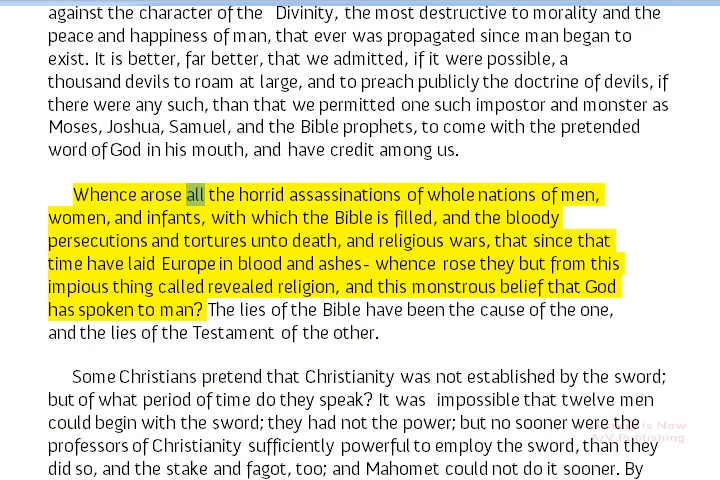 against the character of the Divinity, the most destructive to morality and the
peace and happiness of man, that ever was propagated since man began to
exist. It is better, far better, that we admitted, if it were possible, a
thousand devils to roam at large, and to preach publicly the doctrine of devils, if
there were any such, than that we permitted one such impostor and monster as
Moses, Joshua, Samuel, and the Bible prophets, to come with the pretended
word of God in his mouth, and have credit among us.
Whence arose all the horrid assassinations of whole nations of men,
women, and infants, with which the Bible is filled, and the bloody
persecutions and tortures unto death, and religious wars, that since that
time have laid Europe in blood and ashes- whence rose they but from this
impious thing called revealed religion, and this monstrous belief that God
has spoken to man? The lies of the Bible have been the cause of the one,
and the lies of the Testament of the other.
Some Christians pretend that Christianity was not established by the sword;
but of what period of time do they speak? It was impossible that twelve men
could begin with the sword; they had not the power; but no sooner were the
professors of Christianity sufficiently powerful to employ the sword, than they
did so, and the stake and fagot, too; and Mahomet could not do it sooner. By
is Now
A/V Publishing